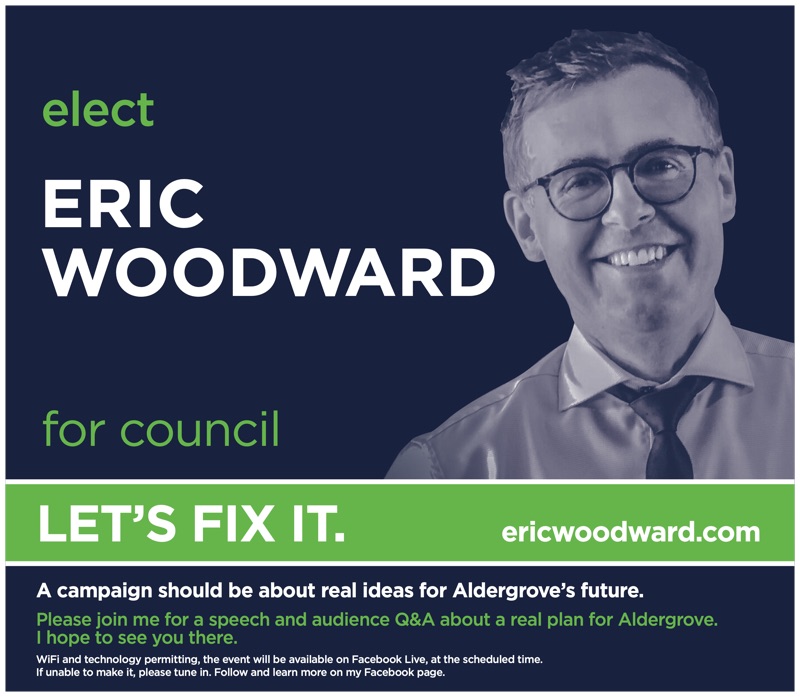 elect
ERIC
WOODWARD
for council
LET'S FIX IT.
ericwoodward.com
A campaign should be about real ideas for Aldergrove's future.
Please join me for a speech and audience Q&A about a real plan for Aldergrove.
I hope to see you there.
WiFi and technology permitting, the event will be available on Facebook Live, at the scheduled time.
If unable to make it, please tune in. Follow and learn more on my Facebook page.